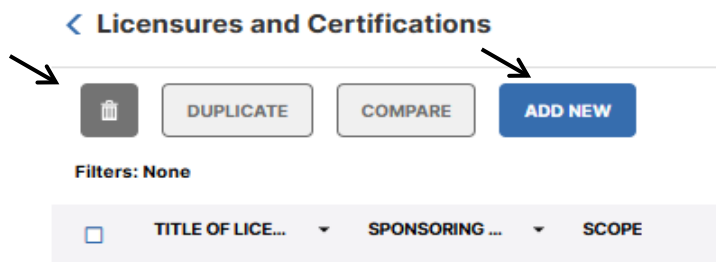 Licensures and Certifications
DUPLICATE COMPARE ADD NEW
Filters: None
TITLE OF LICE... SPONSORING ... SCOPE